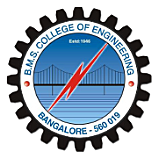 B.M.S. COLLEGE OF ENGINEERING
Estd.1946
BANGALORE - 560 019